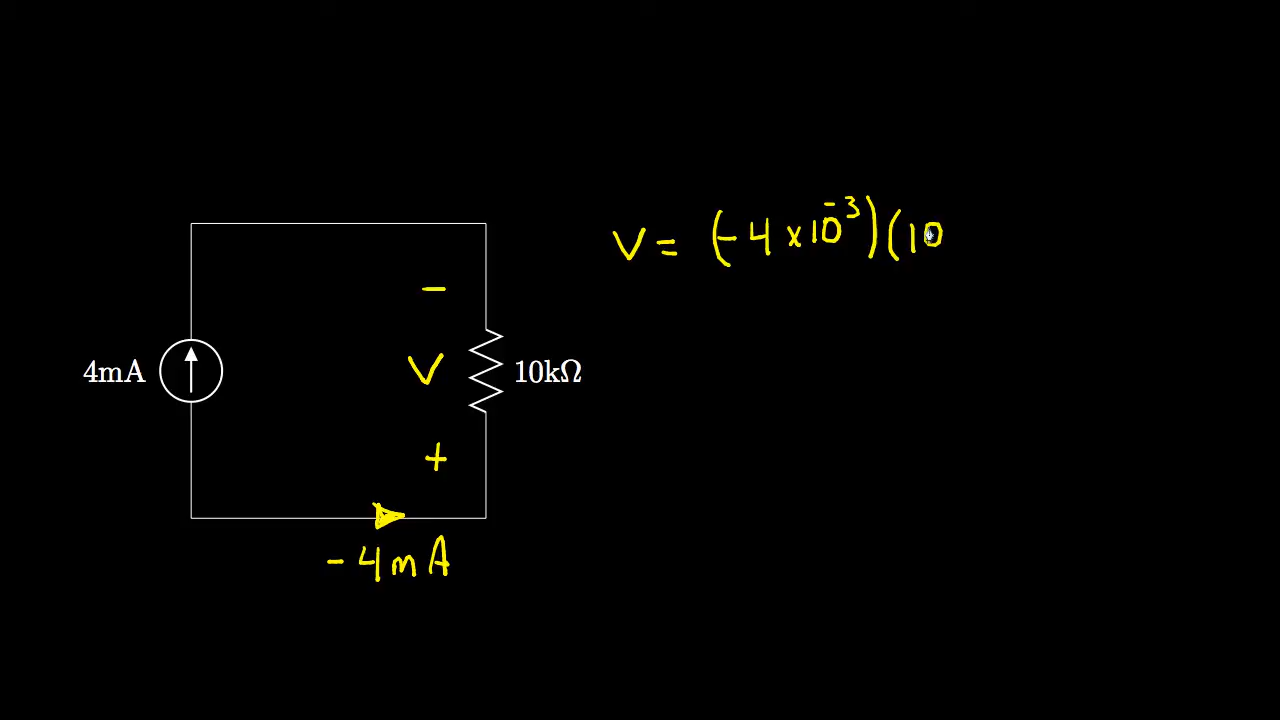 V = (-4 x 10⁻³)(10
−
4mA
V
10kΩ
+
-4mA